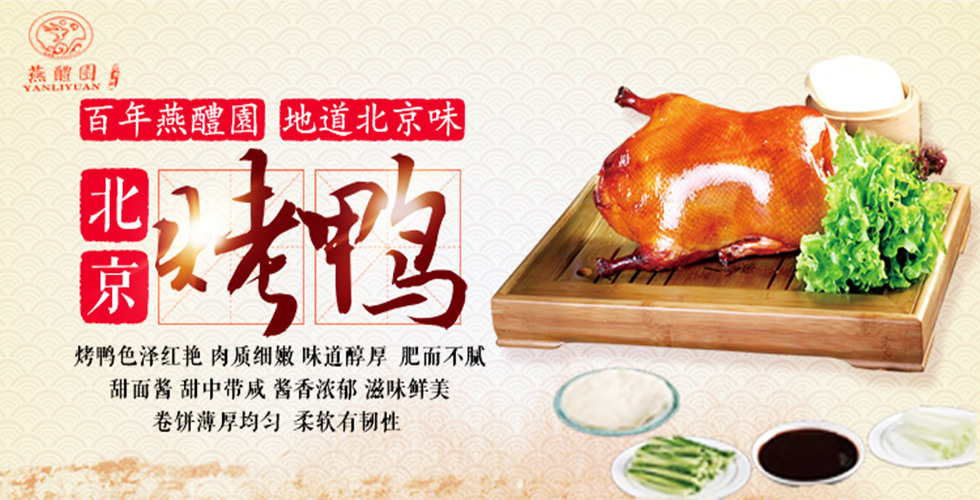 燕醴園
YANLIYUAN
百年燕醴園 地道北京味
北京
烤鸭
烤鸭色泽红艳 肉质细嫩 味道醇厚 肥而不腻
甜面酱 甜中带咸 酱香浓郁 滋味鲜美
卷饼薄厚均匀 柔软有韧性